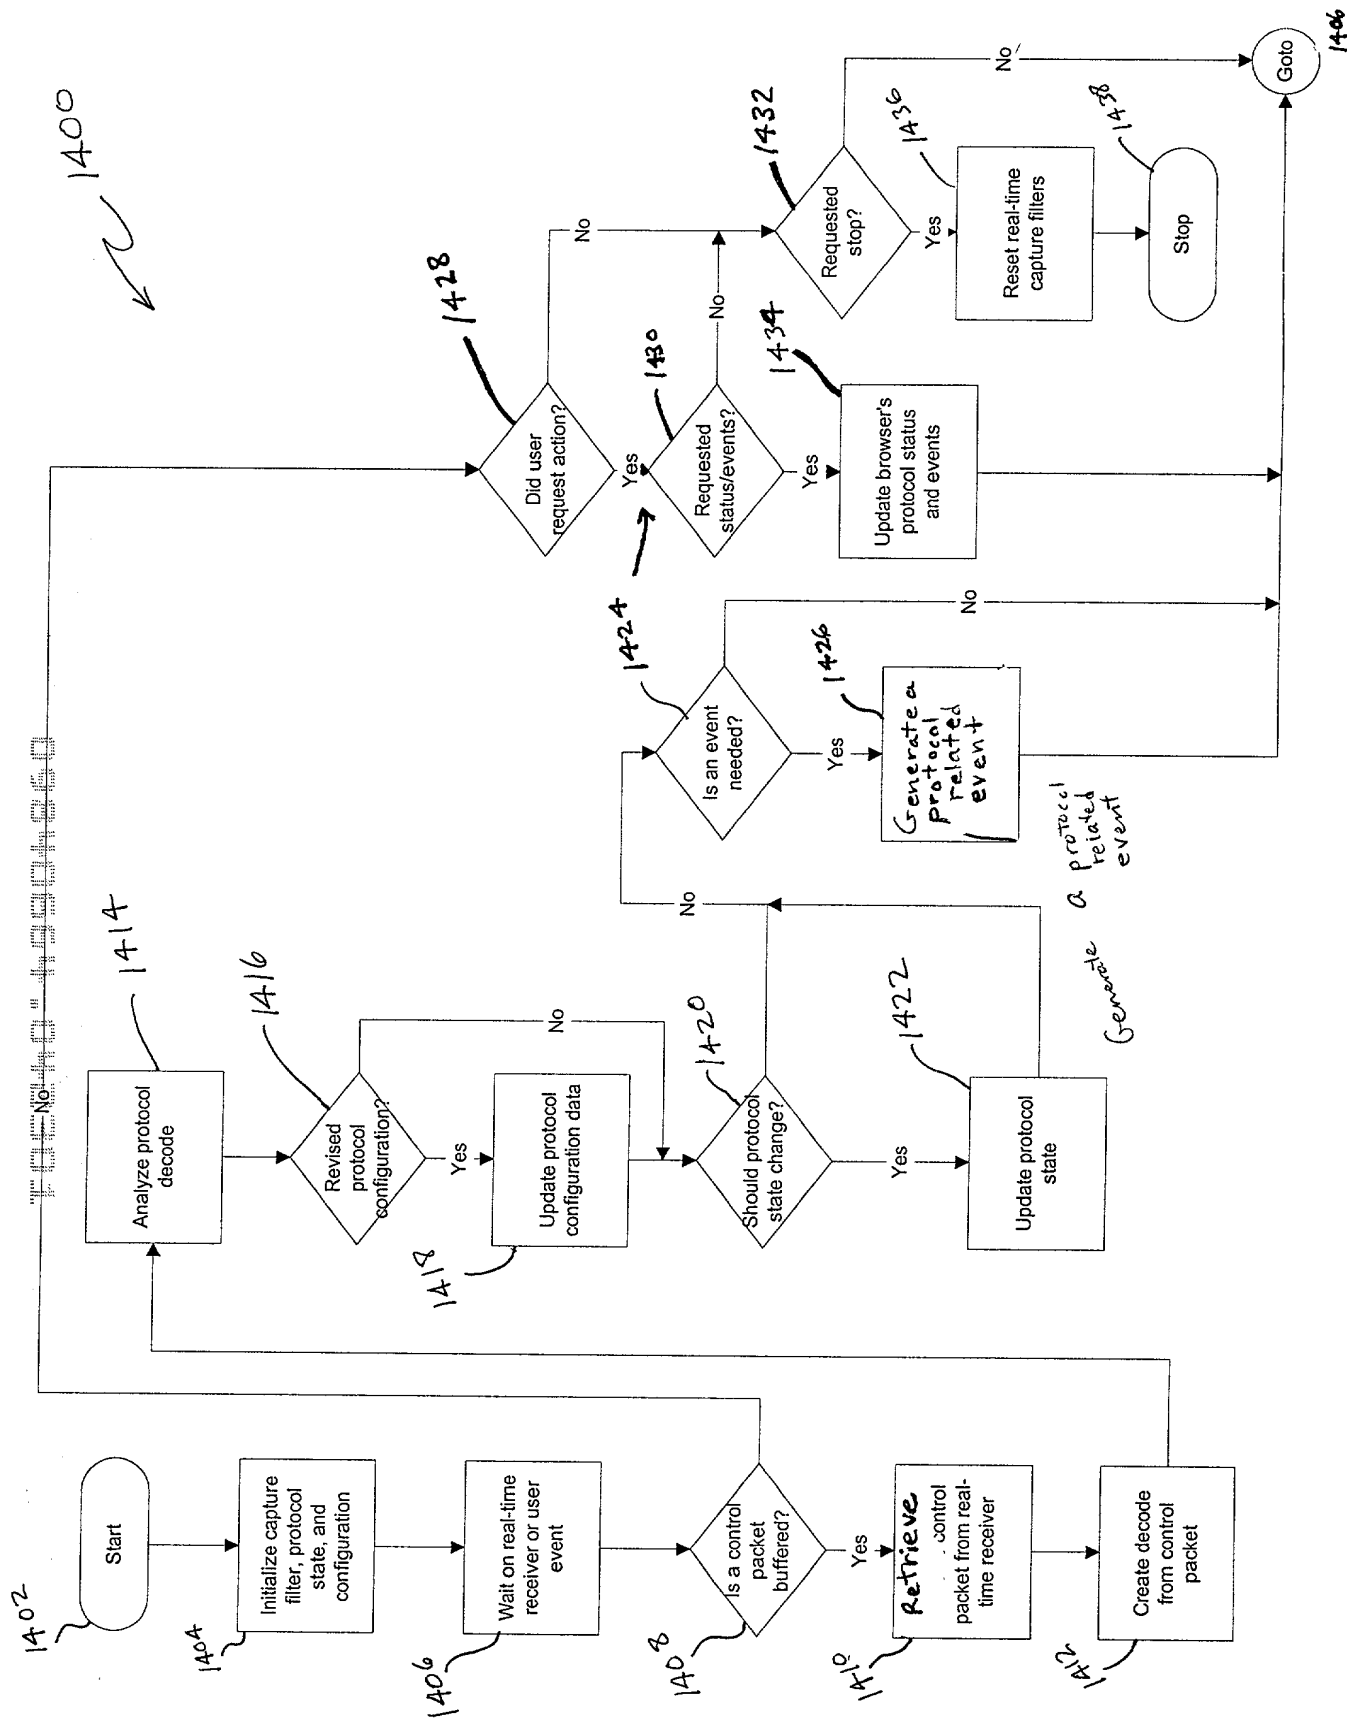 1400
1402
Start
1404
Initialize capture
filter, protocol
state, and
configuration
1406
Wait on real-time
receiver or user
event
1408
Is a control
packet
buffered?
No
Yes
1410
Retrieve
control
packet from real-
time receiver
1412
Create decode
from control
packet
1414
Analyze protocol
decode
1416
Revised
protocol
configuration?
No
Yes
1418
Update protocol
configuration data
1420
Should protocol
state change?
No
Yes
1422
Update protocol
state
1424
Is an event
needed?
No
Yes
1426
Generate a
protocol
related
event
Generate a protocol
related
event
1428
Did user
request action?
No
Yes
1430
Requested
status/events?
No
Yes
1434
Update browser's
protocol status
and events
1432
Requested
stop?
No
Yes
1436
Reset real-time
capture filters
1438
Stop
Goto
1406